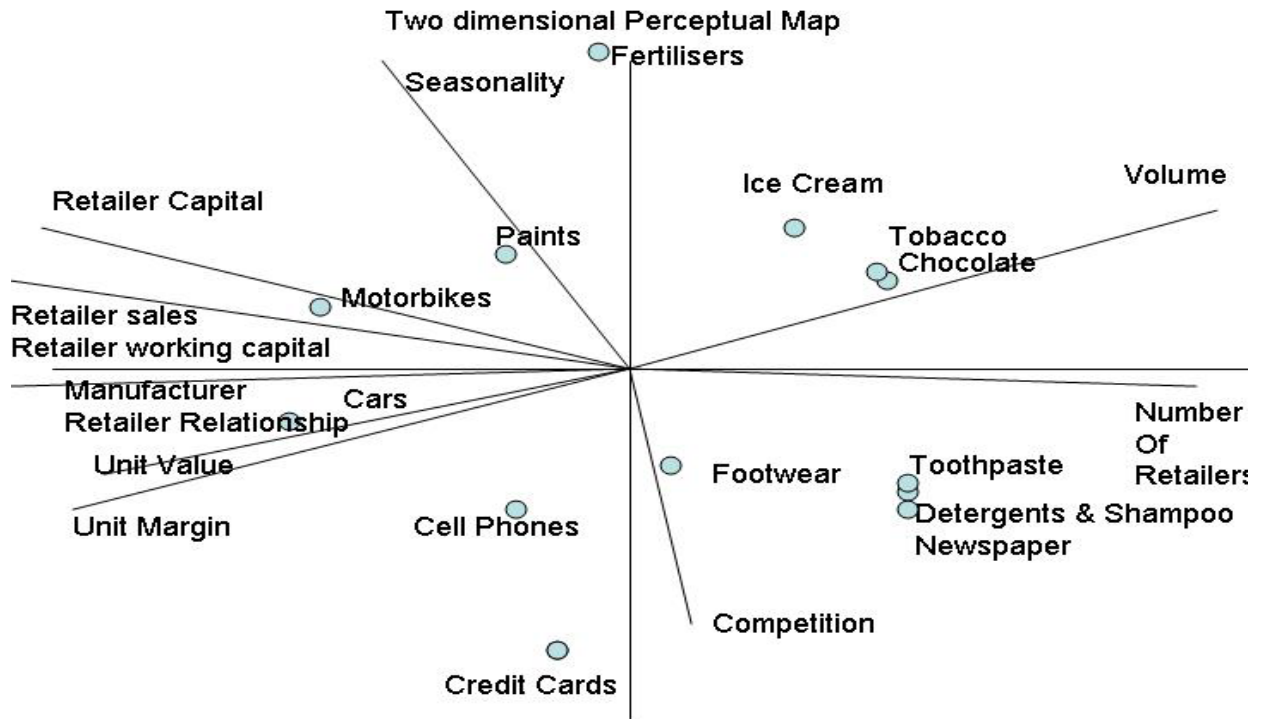 Two dimensional Perceptual Map
Fertilisers
Seasonality
Ice Cream
Volume
Retailer Capital
Paints
Tobacco
Chocolate
Motorbikes
Retailer sales
Retailer working capital
Manufacturer
Retailer Relationship
Cars
Number
Of
Retailers
Unit Value
Footwear
Toothpaste
Unit Margin
Cell Phones
Detergents & Shampoo
Newspaper
Competition
Credit Cards